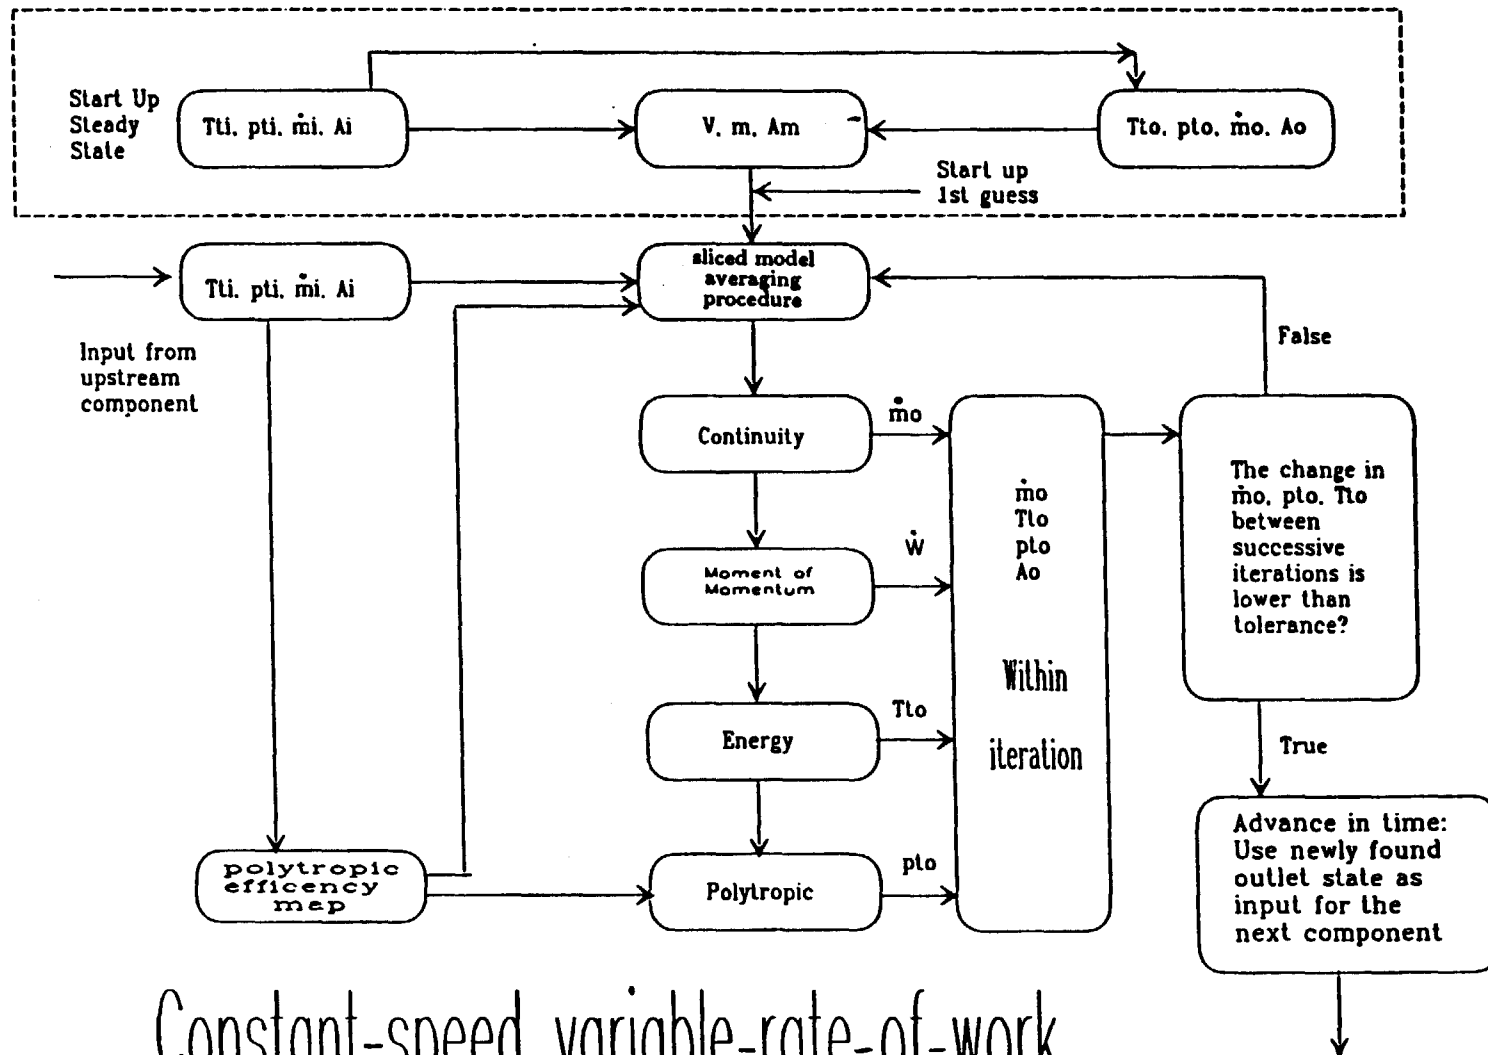 Start Up
Steady
State
Tti. pti. ṁi. Ai
V. m. Am
Tto. pto. ṁo. Ao
Start up
1st guess
Tti. pti. ṁi. Ai
sliced model
averaging
procedure
False
Input from
upstream
component
Continuity
ṁo
Moment of
Momentum
Ẇ
Energy
Tto
polytropic
efficency
map
Polytropic
pto
ṁo
Tto
pto
Ao
Within
iteration
The change in
ṁo. pto. Tto
between
successive
iterations is
lower than
tolerance?
True
Advance in time:
Use newly found
outlet state as
input for the
next component
Constant-speed variable-rate-of-work